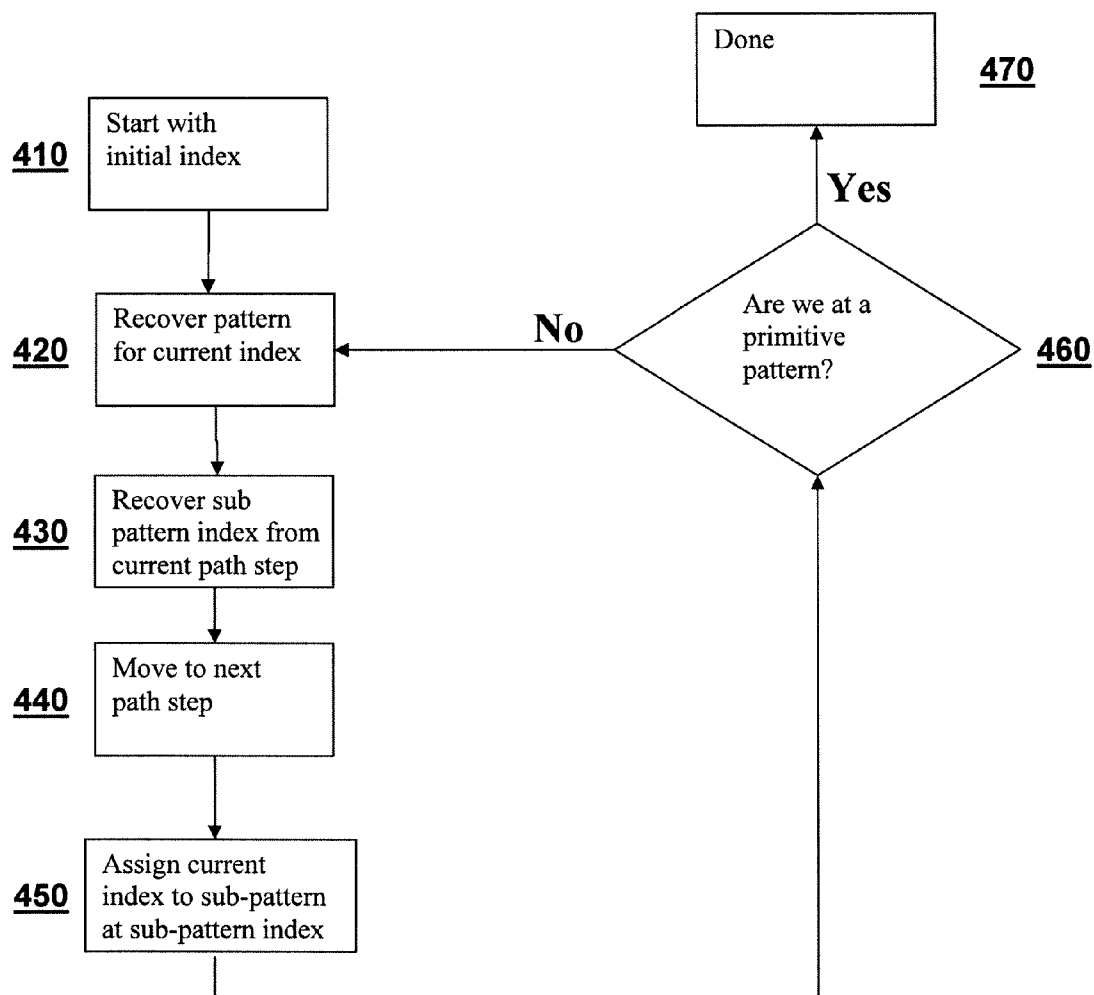 Done
470
Start with
initial index
410
Yes
Recover pattern
for current index
420
No
Are we at a
primitive
pattern?
460
Recover sub
pattern index from
current path step
430
Move to next
path step
440
Assign current
index to sub-pattern
at sub-pattern index
450